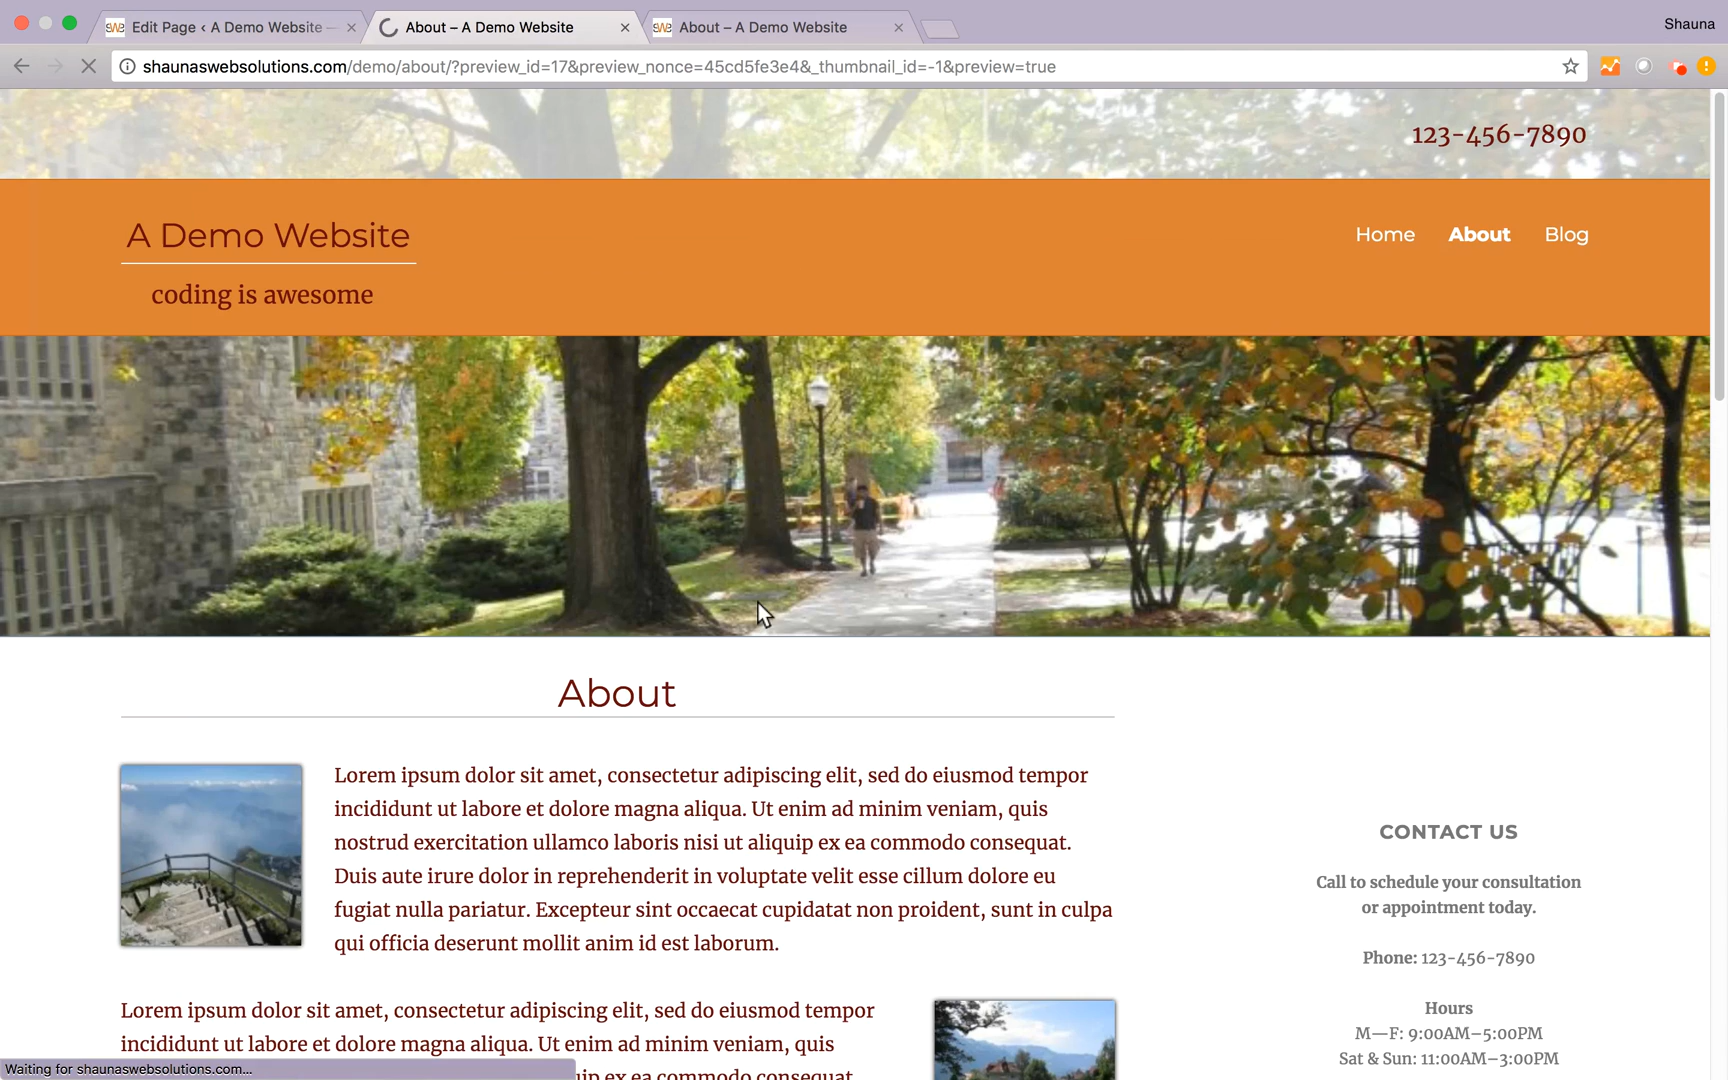 Edit Page ‹ A Demo Website —
About – A Demo Website
About – A Demo Website
Shauna
shaunaswebsolutions.com/demo/about/?preview_id=17&preview_nonce=45cd5fe3e4&_thumbnail_id=-1&preview=true
123-456-7890
A Demo Website
Home About Blog
coding is awesome
About
Lorem ipsum dolor sit amet, consectetur adipiscing elit, sed do eiusmod tempor
incididunt ut labore et dolore magna aliqua. Ut enim ad minim veniam, quis
nostrud exercitation ullamco laboris nisi ut aliquip ex ea commodo consequat.
Duis aute irure dolor in reprehenderit in voluptate velit esse cillum dolore eu
fugiat nulla pariatur. Excepteur sint occaecat cupidatat non proident, sunt in culpa
qui officia deserunt mollit anim id est laborum.
Lorem ipsum dolor sit amet, consectetur adipiscing elit, sed do eiusmod tempor
incididunt ut labore et dolore magna aliqua. Ut enim ad minim veniam, quis
ex ea commodo consequat.
CONTACT US
Call to schedule your consultation
or appointment today.
Phone: 123-456-7890
Hours
M—F: 9:00AM–5:00PM
Sat & Sun: 11:00AM–3:00PM
Waiting for shaunaswebsolutions.com...